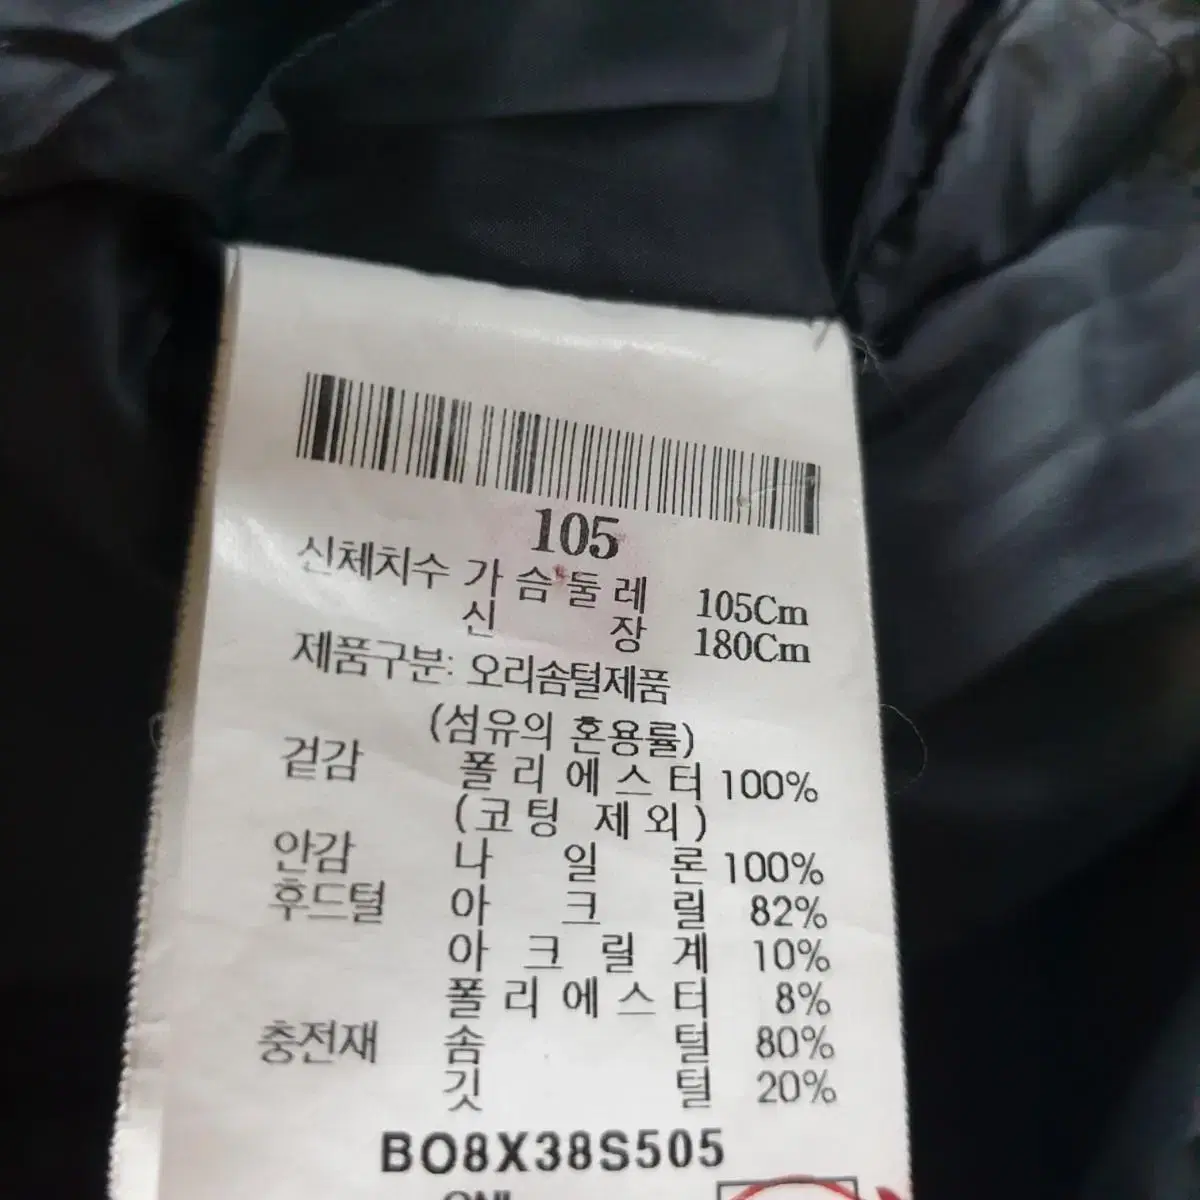 105
신체치수 가슴둘레 105Cm
신 장 180Cm
제품구분: 오리솜털제품
(섬유의 혼용률)
겉감 폴리에스터 100%
(코팅 제외)
안감 나 일 론 100%
후드털 아 크 릴 82%
아 크 릴 계 10%
폴리에스터 8%
충전재 솜 털 80%
깃 털 20%
BO8X38S505